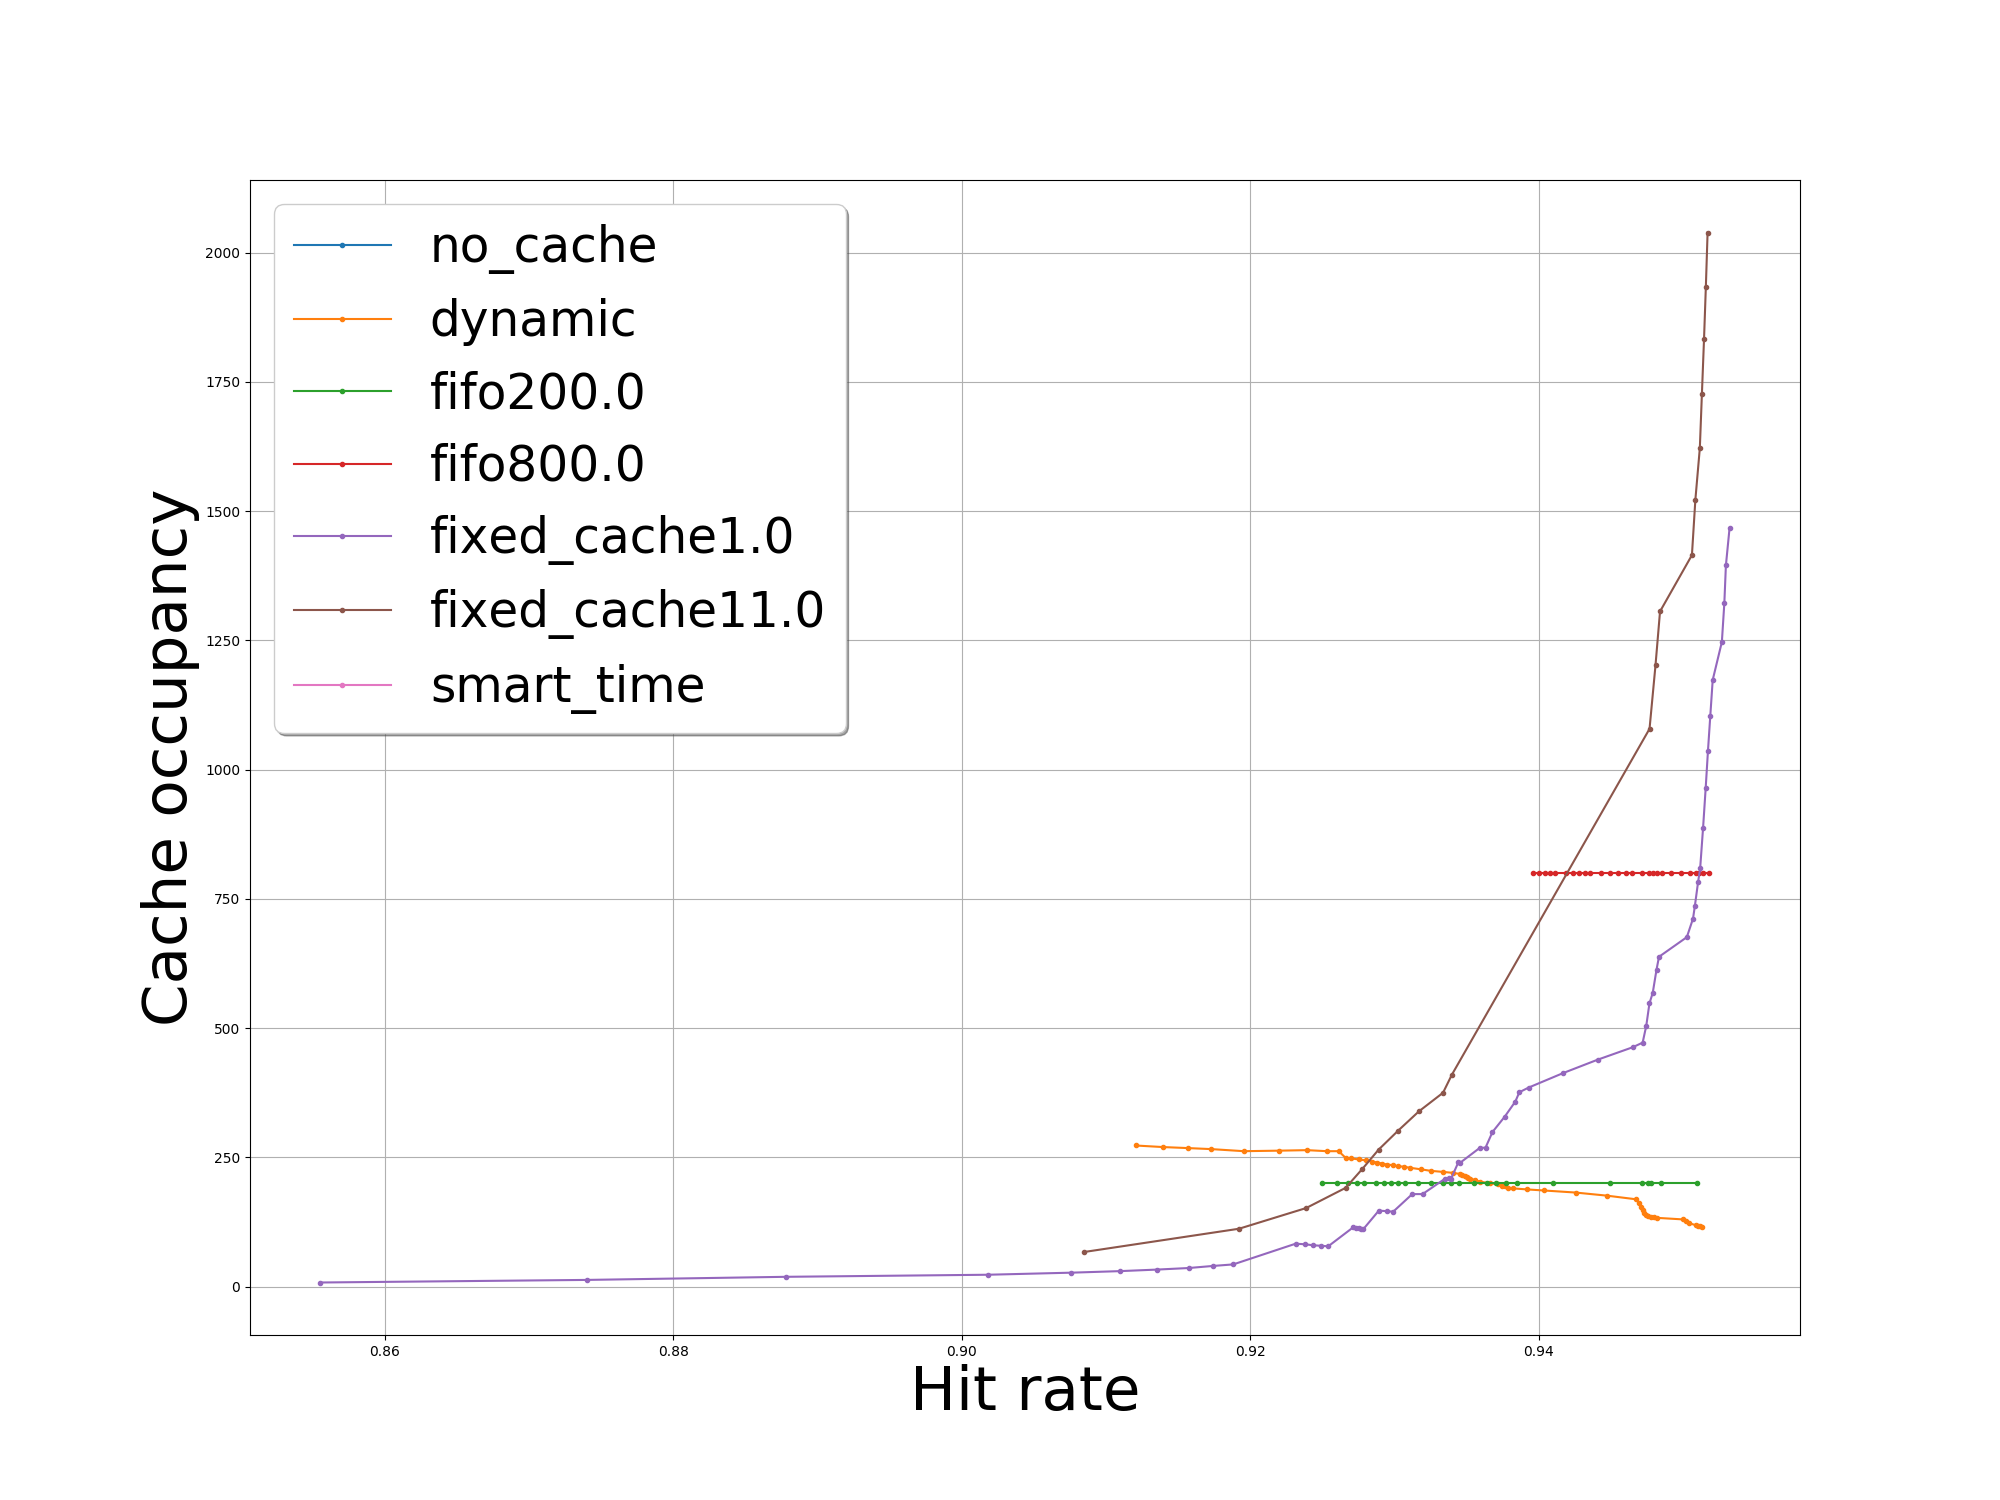 no_cache
dynamic
fifo200.0
fifo800.0
fixed_cache1.0
fixed_cache11.0
smart_time
Cache occupancy
2000
1750
1500
1250
1000
750
500
250
0
0.86
0.88
0.90
0.92
0.94
Hit rate